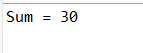 Sum = 30